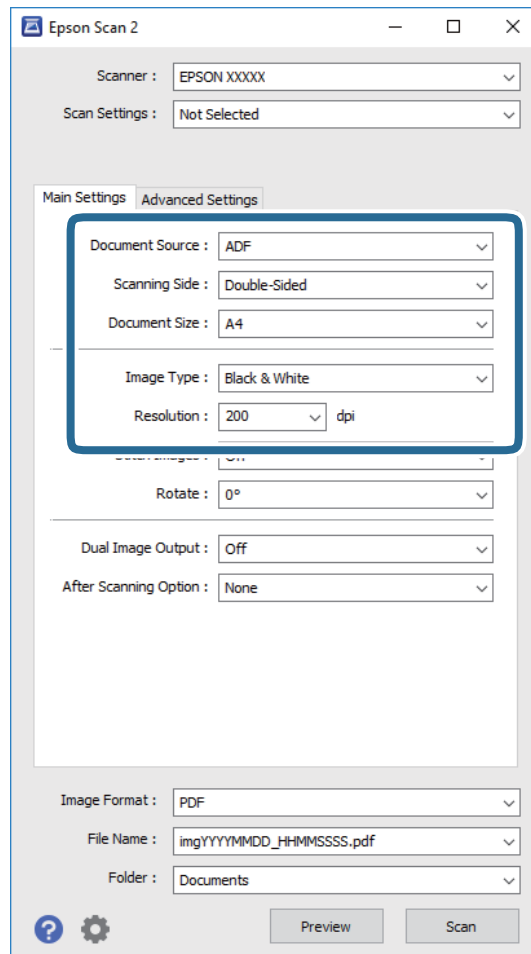 Epson Scan 2
Scanner : EPSON XXXXX
Scan Settings : Not Selected
Main Settings Advanced Settings
Document Source : ADF
Scanning Side : Double-Sided
Document Size : A4
Image Type : Black & White
Resolution : 200 dpi
Rotate : 0°
Dual Image Output : Off
After Scanning Option : None
Image Format : PDF
File Name : imgYYYYMMDD_HHMMSSSS.pdf
Folder : Documents
Preview Scan